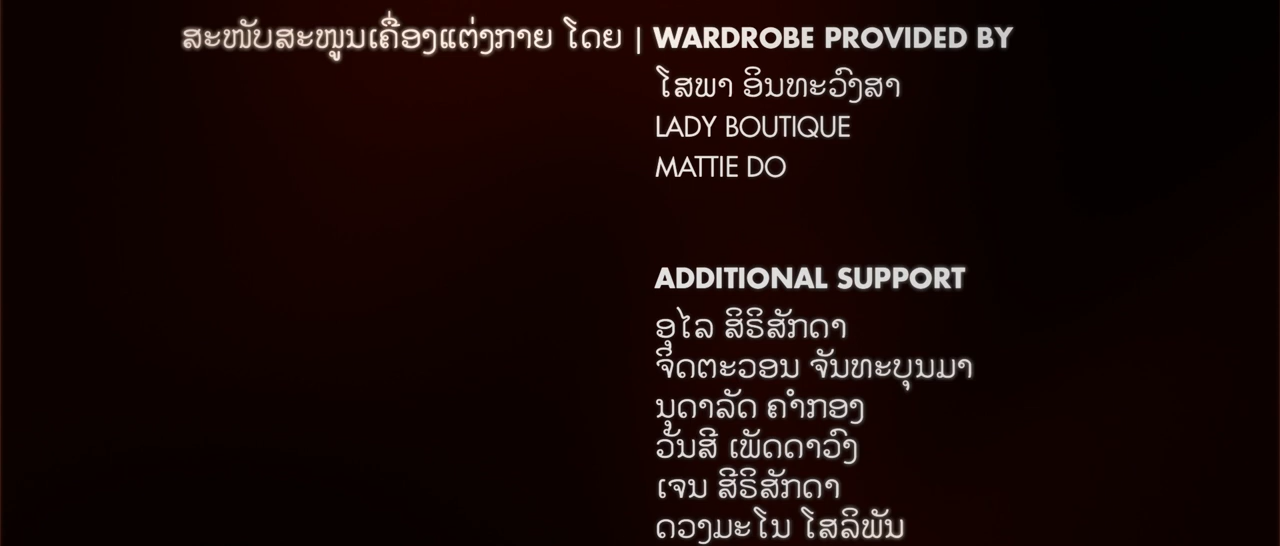 ສະໜັບສະໜູນເຄື່ອງແຕ່ງກາຍ ໂດຍ | WARDROBE PROVIDED BY
ໂສພາ ອິນທະວົງສາ
LADY BOUTIQUE
MATTIE DO
ADDITIONAL SUPPORT
ອຸໄລ ສິຣິສັກດາ
ຈິດຕະວອນ ຈັນທະບຸນມາ
ນຸດາລັດ ຄຳກອງ
ວັນສີ ເພັດດາວົງ
ເຈນ ສີຣິສັກດາ
ດວງມະໂນ ໂສລິພັນ